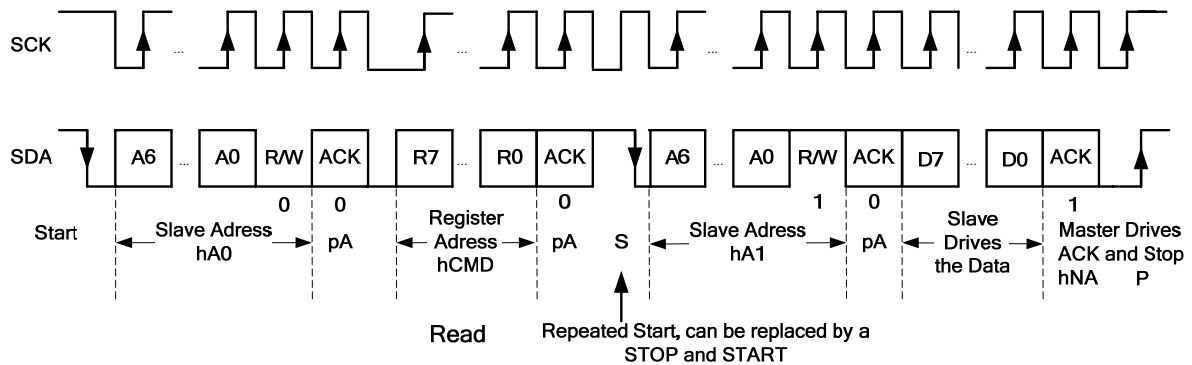 SCK ... ... ... ...
SDA A6 ... A0 R/W ACK R7 ... R0 ACK A6 ... A0 R/W ACK D7 ... D0 ACK
0 0 0 1 0 1
Start
Slave Adress
hA0
pA
Register
Adress
hCMD
pA
S
Slave Adress
hA1
pA
Slave
Drives
the Data
Master Drives
ACK and Stop
hNA P
Read
Repeated Start, can be replaced by a
STOP and START